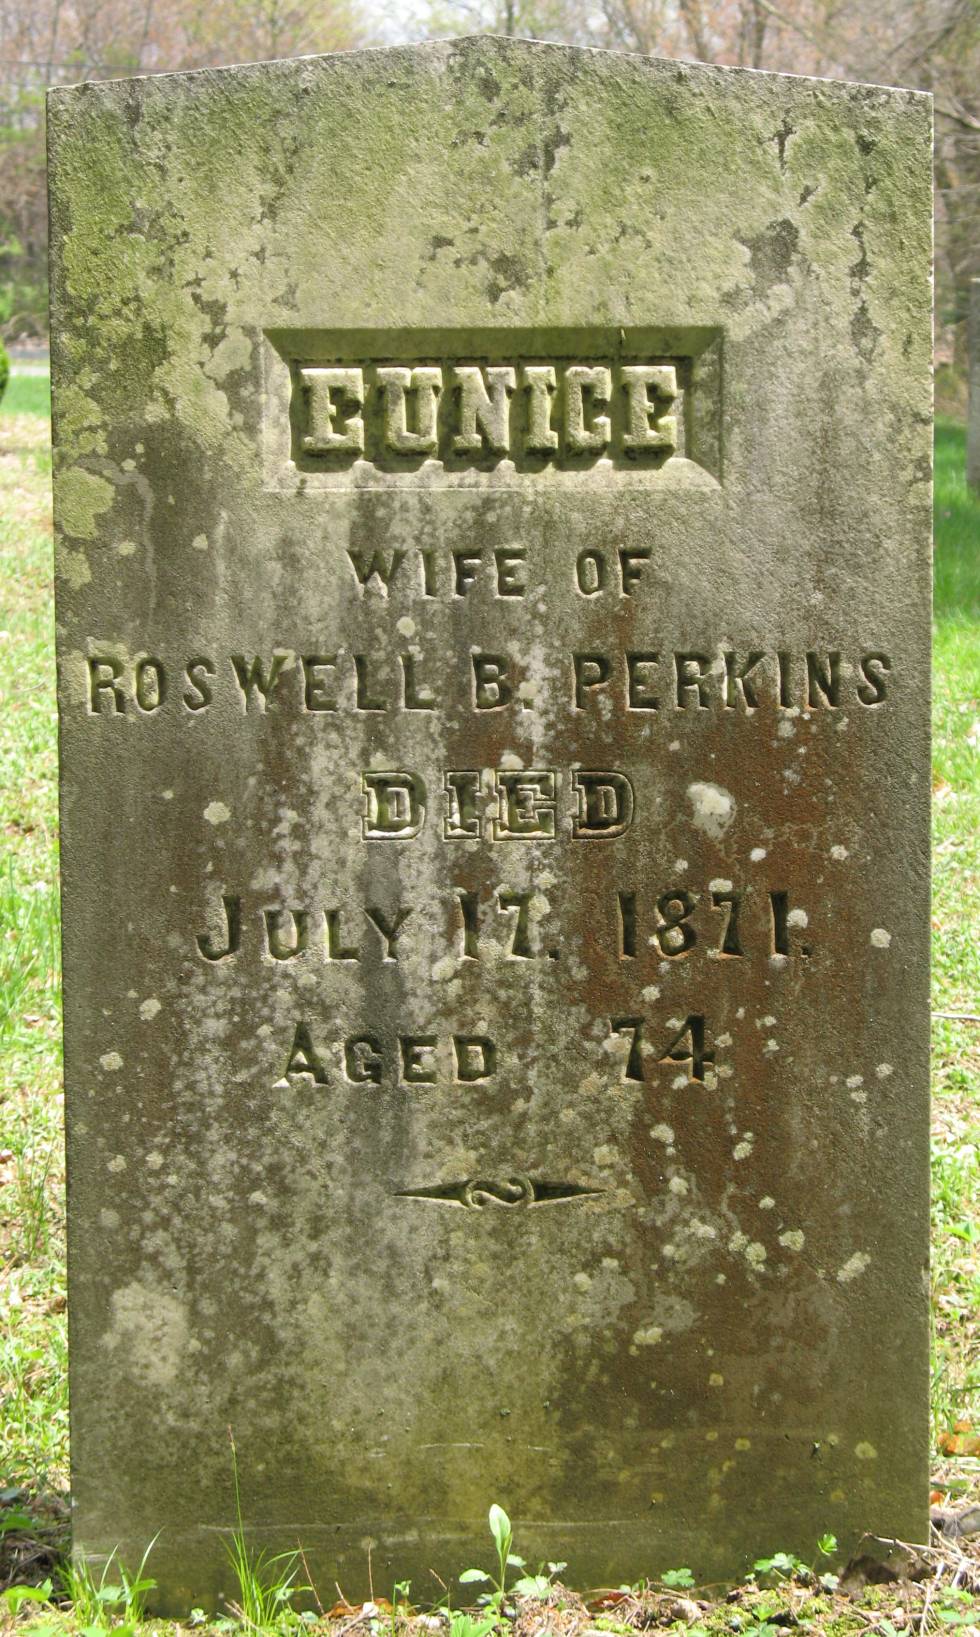 EUNICE
WIFE OF
ROSWELL B. PERKINS
DIED
JULY 17. 1871.
AGED 74